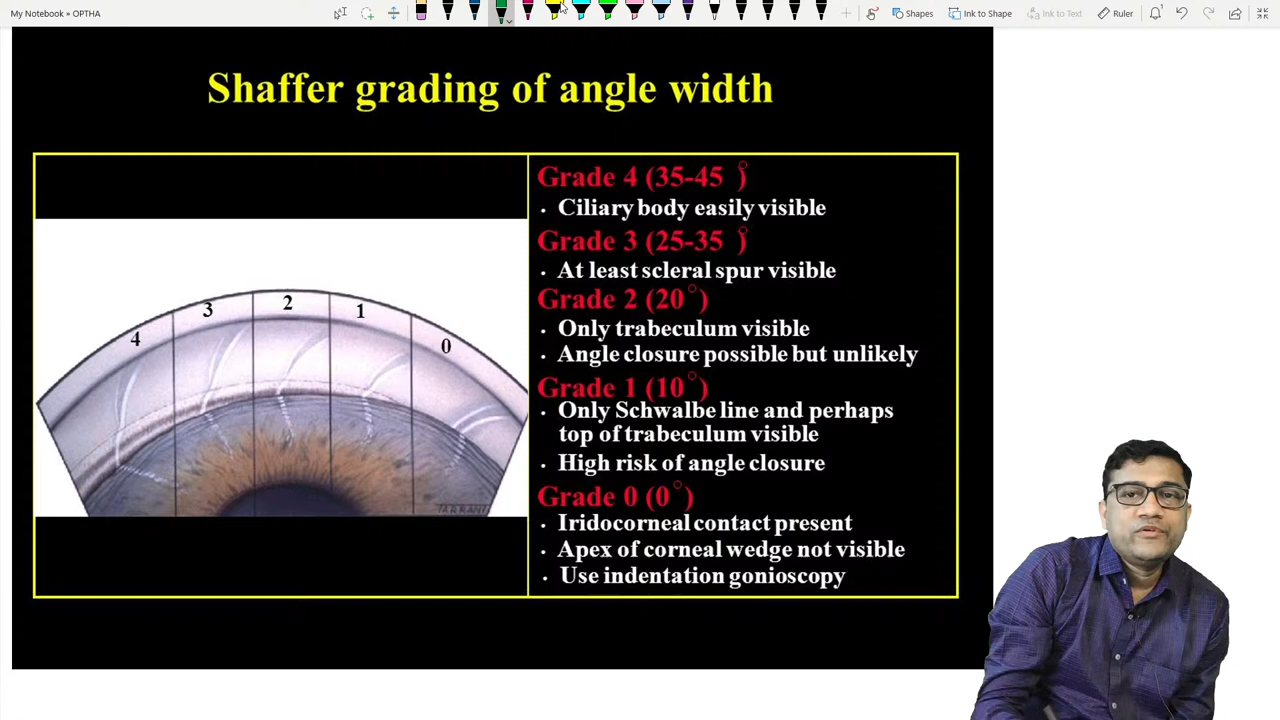 My Notebook » OPTHA
Shapes
Ink to Shape
Ink to Text
Ruler
Shaffer grading of angle width
4
3
2
1
0
Grade 4 (35-45 °)
• Ciliary body easily visible
Grade 3 (25-35 °)
• At least scleral spur visible
Grade 2 (20°)
• Only trabeculum visible
• Angle closure possible but unlikely
Grade 1 (10°)
• Only Schwalbe line and perhaps
top of trabeculum visible
• High risk of angle closure
Grade 0 (0°)
• Iridocorneal contact present
• Apex of corneal wedge not visible
• Use indentation gonioscopy